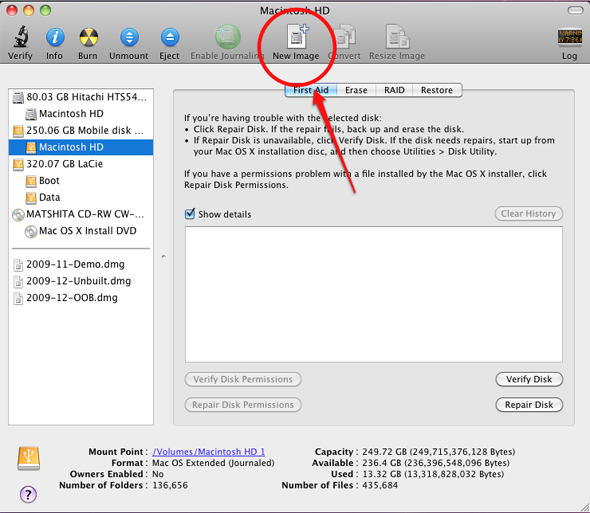 Macintosh HD
Verify Info Burn Unmount Eject Enable Journaling New Image Convert Resize Image Log
First Aid Erase RAID Restore
80.03 GB Hitachi HTS54...
Macintosh HD
250.06 GB Mobile disk ...
Macintosh HD
320.07 GB LaCie
Boot
Data
MATSHITA CD-RW CW-...
Mac OS X Install DVD
2009-11-Demo.dmg
2009-12-Unbuilt.dmg
2009-12-OOB.dmg
If you're having trouble with the selected disk:
• Click Repair Disk. If the repair fails, back up and erase the disk.
• If Repair Disk is unavailable, click Verify Disk. If the disk needs repairs, start up from
your Mac OS X installation disc, and then choose Utilities > Disk Utility.
If you have a permissions problem with a file installed by the Mac OS X installer, click
Repair Disk Permissions.
Show details
Clear History
Verify Disk Permissions
Verify Disk
Repair Disk Permissions
Repair Disk
Mount Point : /Volumes/Macintosh HD 1
Format : Mac OS Extended (Journaled)
Owners Enabled : No
Number of Folders : 136,656
Capacity : 249.72 GB (249,715,376,128 Bytes)
Available : 236.4 GB (236,396,548,096 Bytes)
Used : 13.32 GB (13,318,828,032 Bytes)
Number of Files : 435,684
?